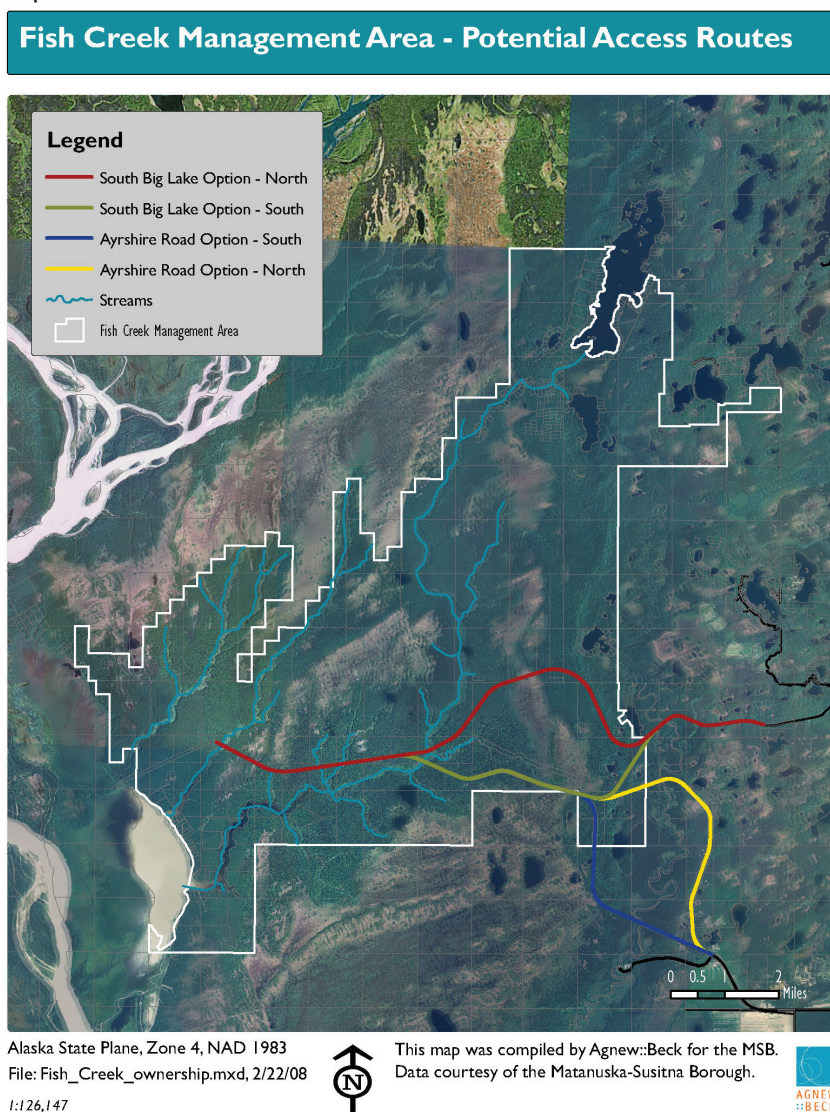 Fish Creek Management Area - Potential Access Routes
Legend
South Big Lake Option - North
South Big Lake Option - South
Ayrshire Road Option - South
Ayrshire Road Option - North
Streams
Fish Creek Management Area
0 0.5 1 2
Miles
Alaska State Plane, Zone 4, NAD 1983
File: Fish_Creek_ownership.mxd, 2/22/08
1:126,147
N
This map was compiled by Agnew::Beck for the MSB.
Data courtesy of the Matanuska-Susitna Borough.
AGNEW
::BECK